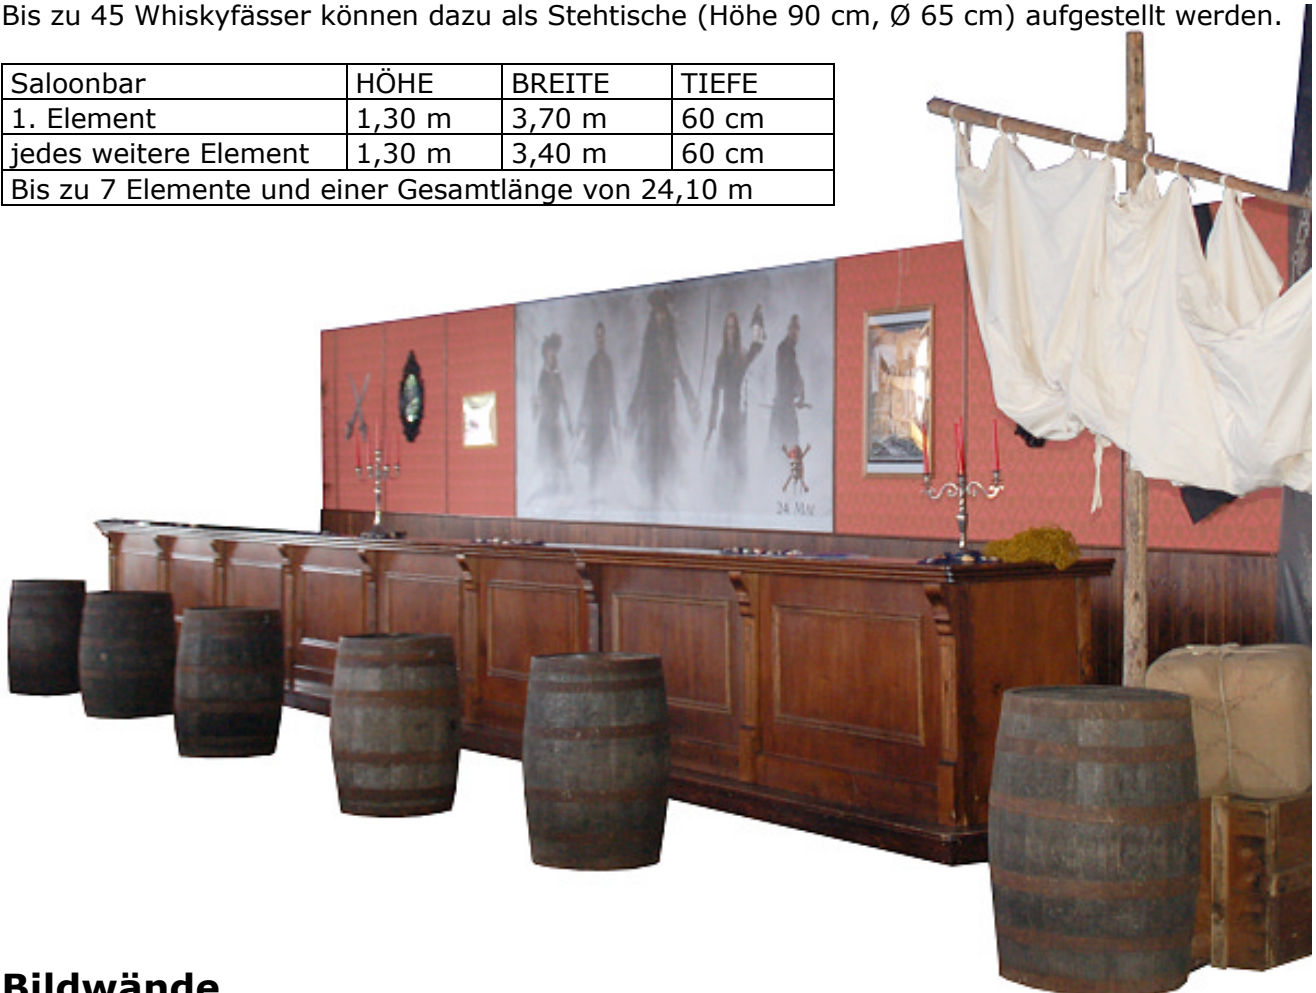 Bis zu 45 Whiskyfässer können dazu als Stehtische (Höhe 90 cm, Ø 65 cm) aufgestellt werden.
Saloonbar HÖHE BREITE TIEFE
1. Element 1,30 m 3,70 m 60 cm
jedes weitere Element 1,30 m 3,40 m 60 cm
Bis zu 7 Elemente und einer Gesamtlänge von 24,10 m
24. Mai
Bildwände